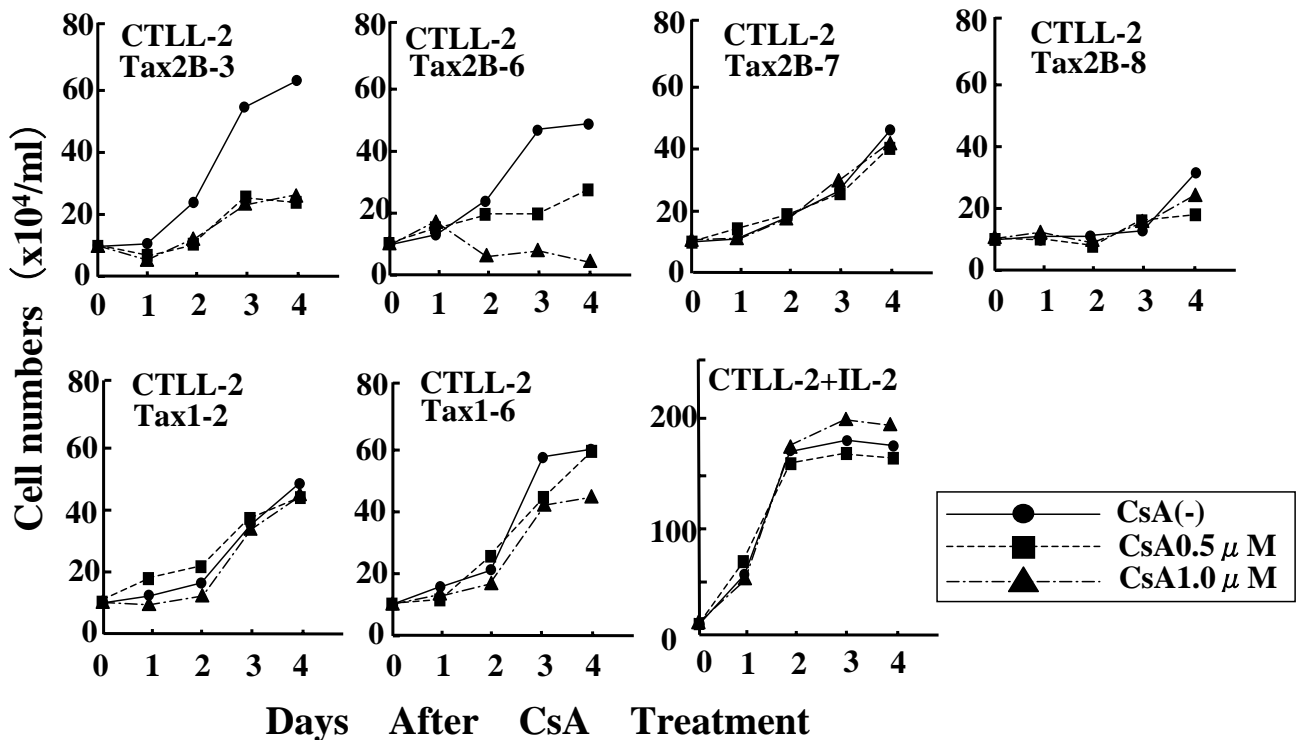 80
60
40
20
0
CTLL-2
Tax2B-3
0 1 2 3 4
80
60
40
20
0
CTLL-2
Tax2B-6
0 1 2 3 4
80
60
40
20
0
CTLL-2
Tax2B-7
0 1 2 3 4
80
60
40
20
0
CTLL-2
Tax2B-8
0 1 2 3 4
Cell numbers (x10⁴/ml)
80
60
40
20
0
CTLL-2
Tax1-2
0 1 2 3 4
80
60
40
20
0
CTLL-2
Tax1-6
0 1 2 3 4
CTLL-2+IL-2
200
100
0
0 1 2 3 4
CsA(-)
CsA0.5 μ M
CsA1.0 μ M
Days After CsA Treatment